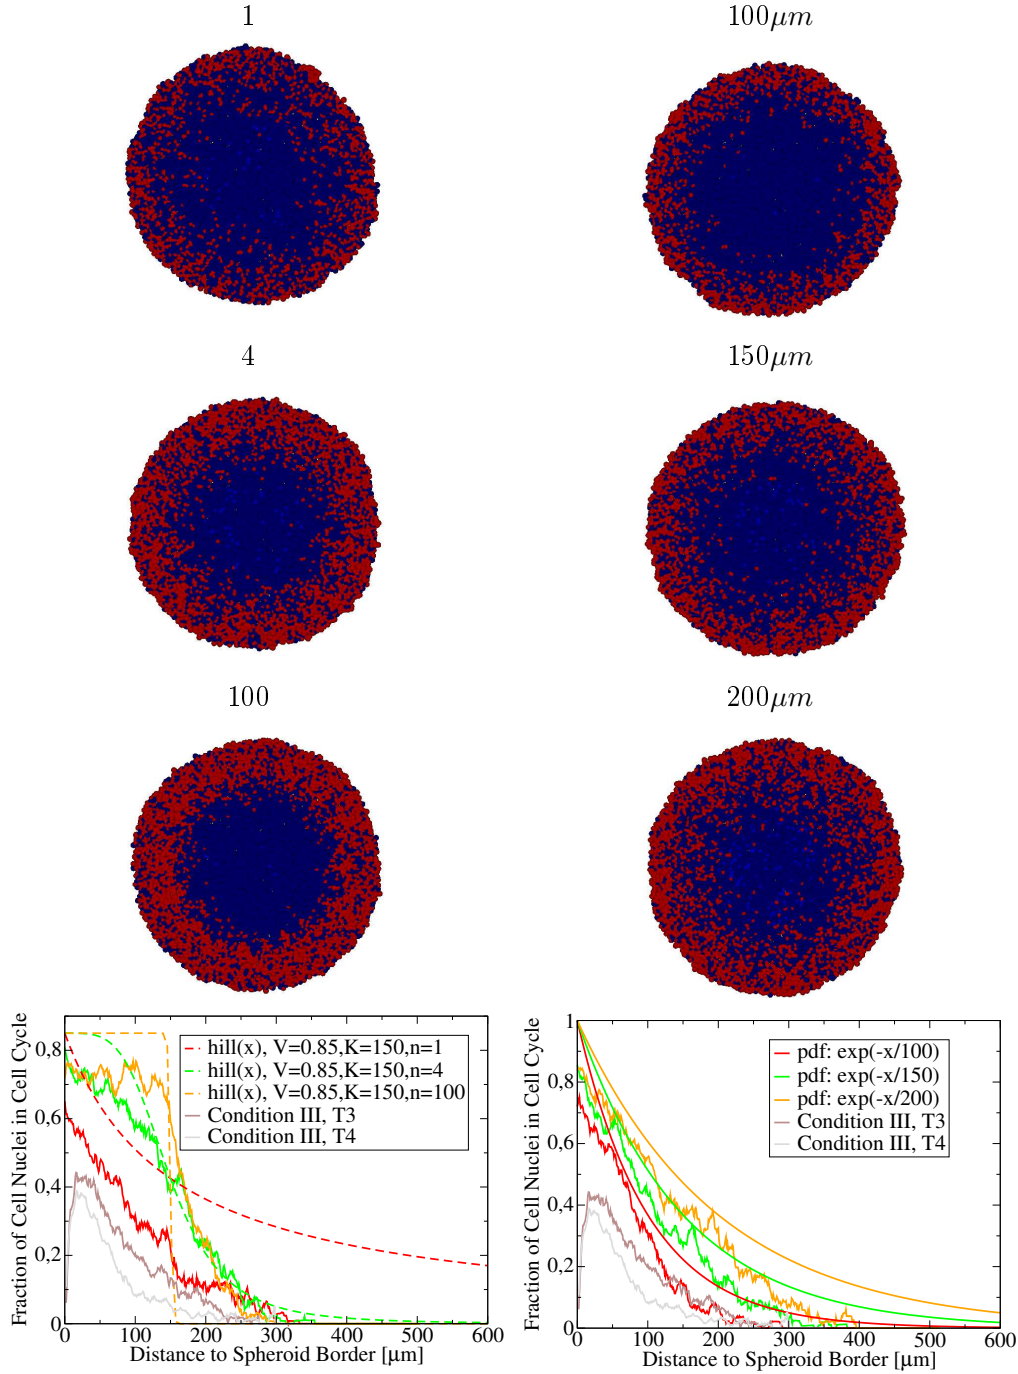 1
100μm
4
150μm
100
200μm
Fraction of Cell Nuclei in Cell Cycle
0.8
0.6
0.4
0.2
0
hill(x), V=0.85,K=150,n=1
hill(x), V=0.85,K=150,n=4
hill(x), V=0.85,K=150,n=100
Condition III, T3
Condition III, T4
0 100 200 300 400 500 600
Distance to Spheroid Border [μm]
Fraction of Cell Nuclei in Cell Cycle
1
0.8
0.6
0.4
0.2
0
pdf: exp(-x/100)
pdf: exp(-x/150)
pdf: exp(-x/200)
Condition III, T3
Condition III, T4
0 100 200 300 400 500 600
Distance to Spheroid Border [μm]